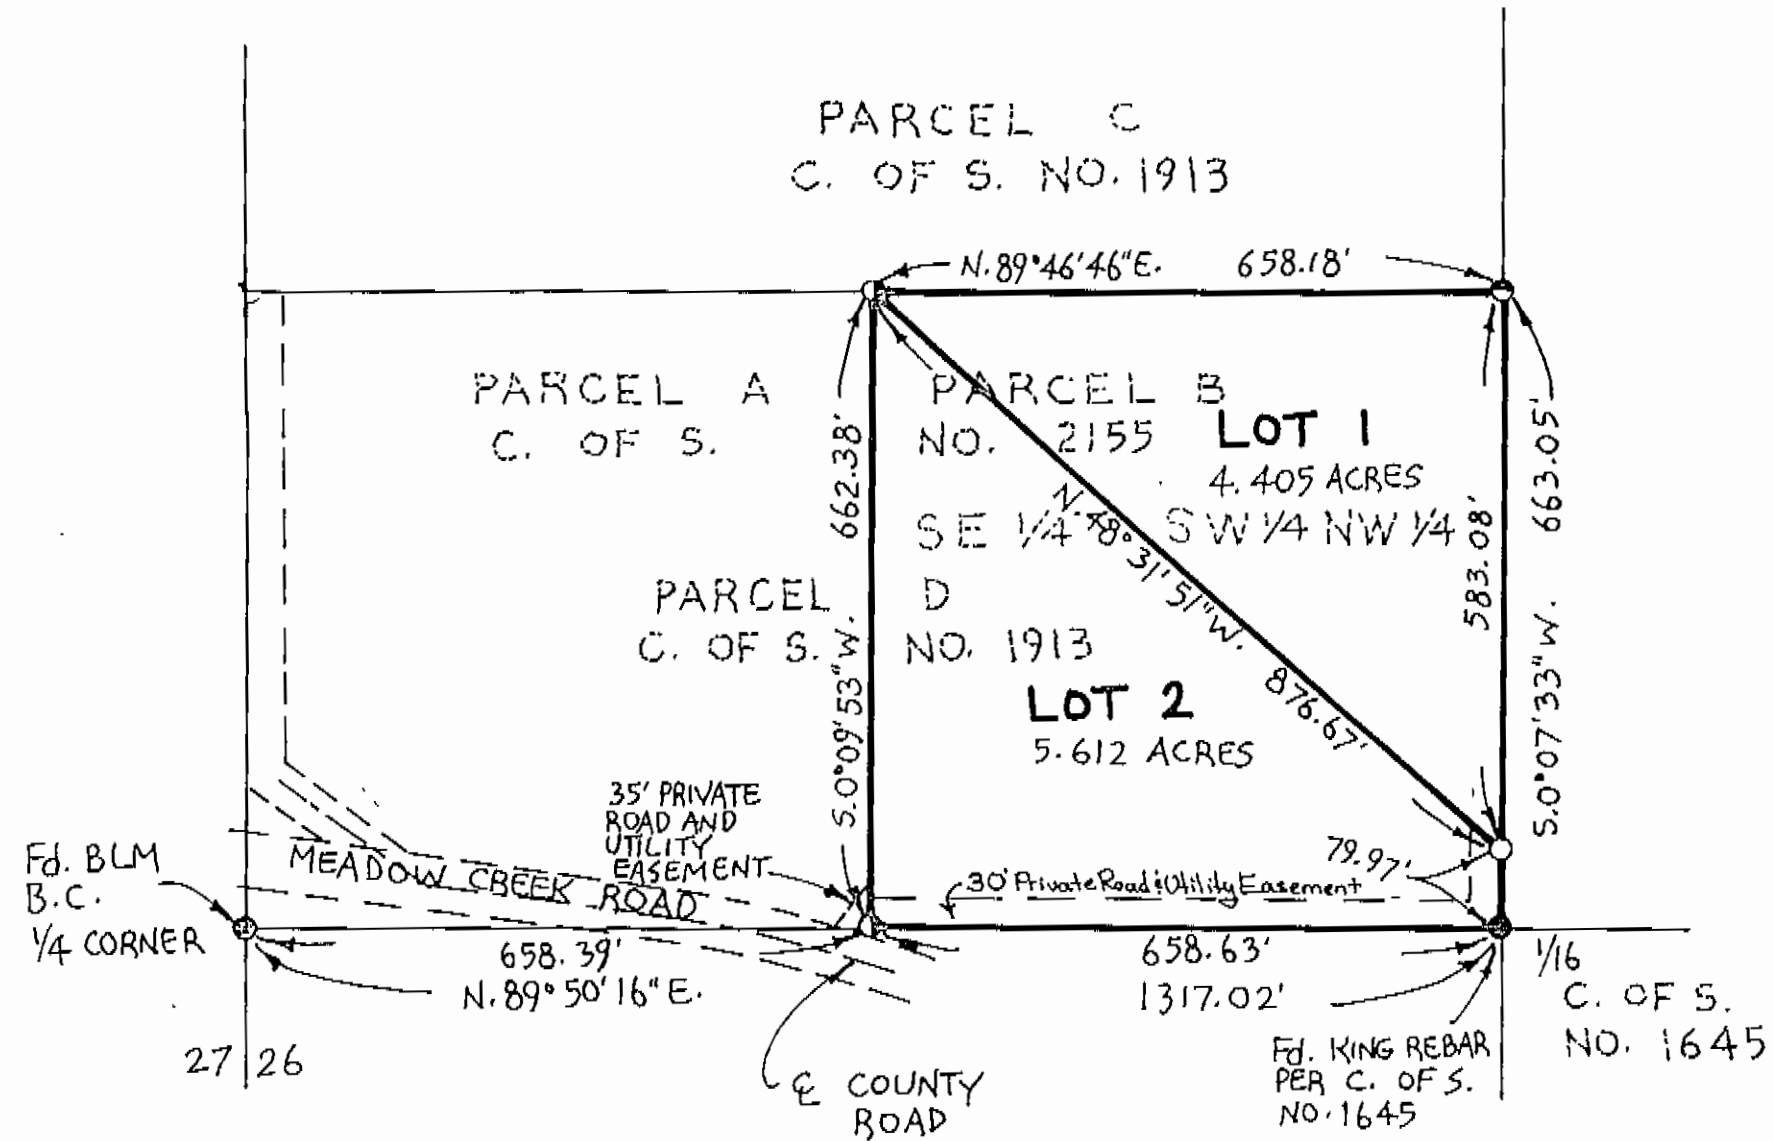 PARCEL C
C. OF S. NO. 1913
N. 89°46'46"E. 658.18'
PARCEL A
C. OF S.
PARCEL B
NO. 2155
LOT 1
4.405 ACRES
SE 1/4 SW 1/4 NW 1/4
662.38'
S.0°09'53"W.
N.48°31'51"W. 876.67'
583.08'
663.05'
S.0°07'33"W.
PARCEL D
C. OF S. NO. 1913
LOT 2
5.612 ACRES
35' PRIVATE
ROAD AND
UTILITY
EASEMENT
MEADOW CREEK ROAD
30' Private Road & Utility Easement
79.97'
Fd. BLM
B.C.
1/4 CORNER
658.39'
N.89°50'16"E.
658.63'
1317.02'
1/16
C. OF S.
NO. 1645
27 26
℄ COUNTY
ROAD
Fd. KING REBAR
PER C. OF S.
NO. 1645